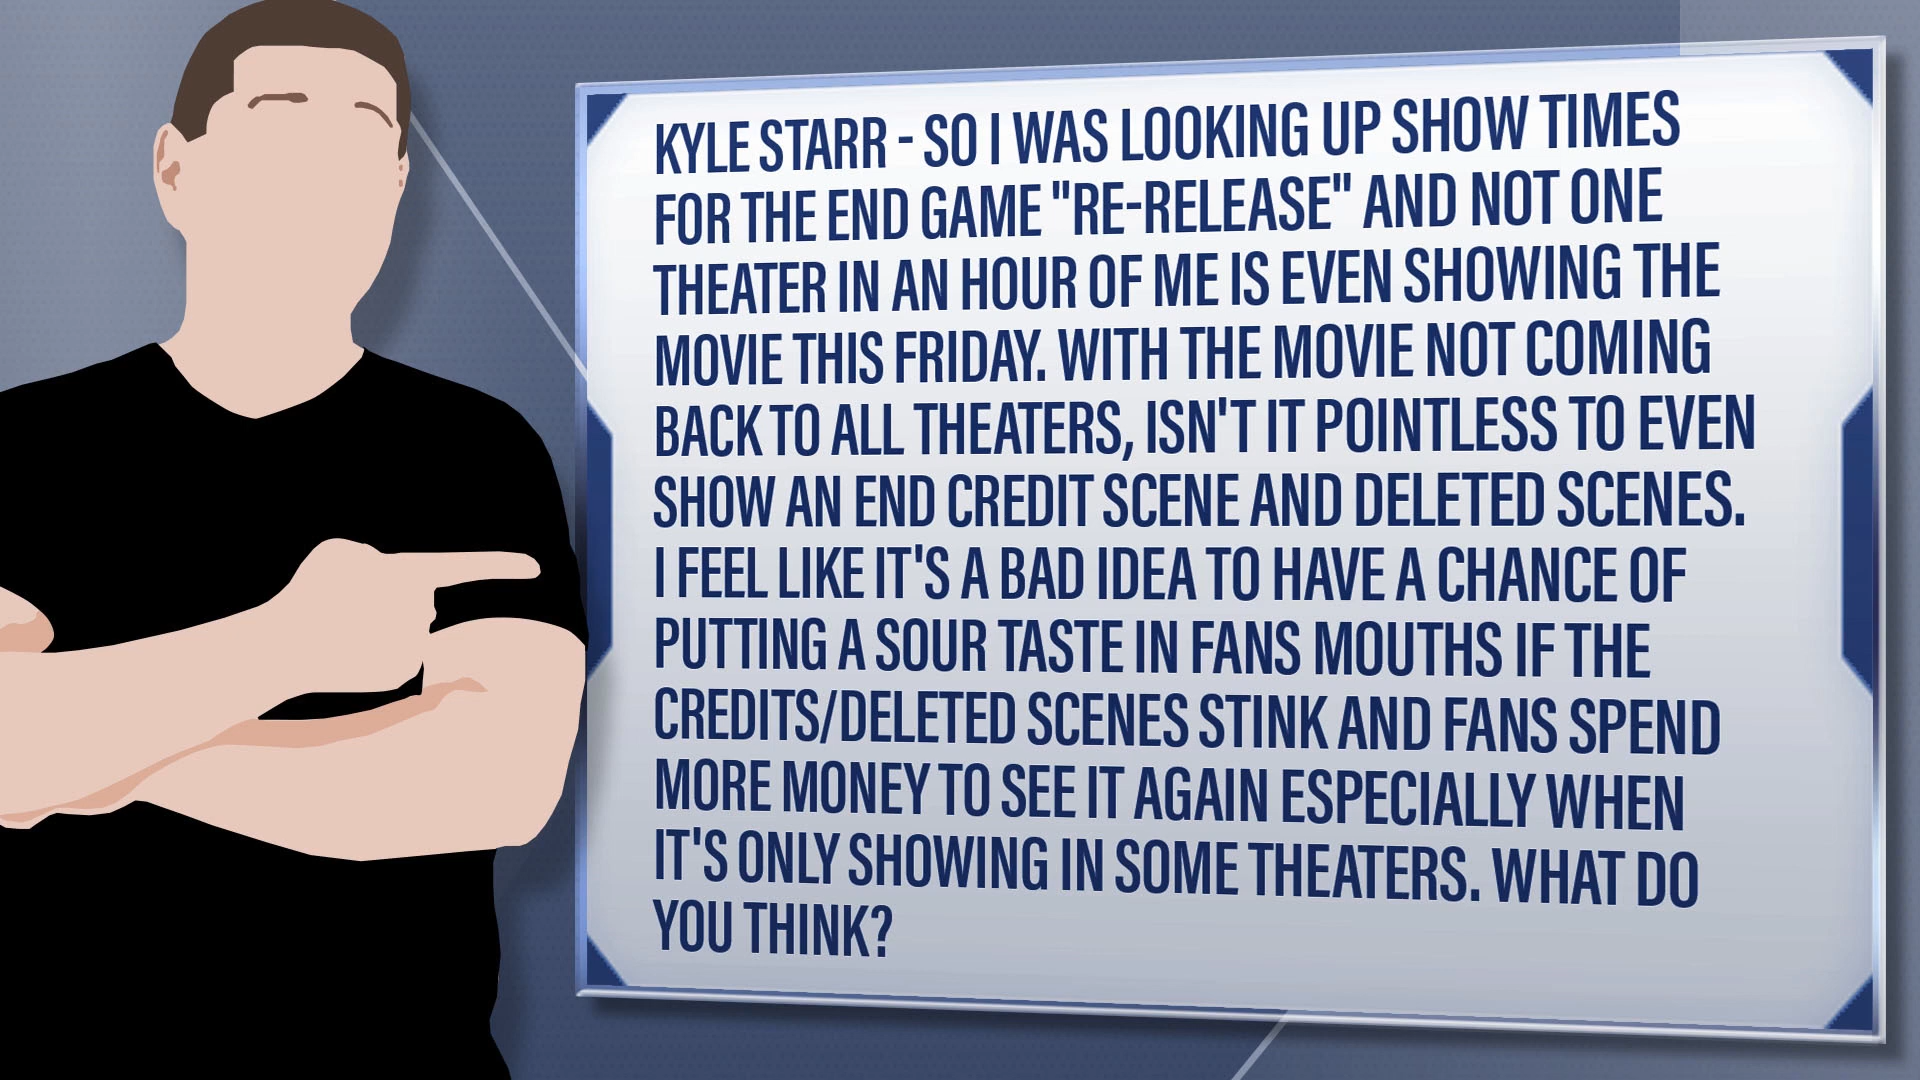 KYLE STARR - SO I WAS LOOKING UP SHOW TIMES
FOR THE END GAME "RE-RELEASE" AND NOT ONE
THEATER IN AN HOUR OF ME IS EVEN SHOWING THE
MOVIE THIS FRIDAY. WITH THE MOVIE NOT COMING
BACK TO ALL THEATERS, ISN'T IT POINTLESS TO EVEN
SHOW AN END CREDIT SCENE AND DELETED SCENES.
I FEEL LIKE IT'S A BAD IDEA TO HAVE A CHANCE OF
PUTTING A SOUR TASTE IN FANS MOUTHS IF THE
CREDITS/DELETED SCENES STINK AND FANS SPEND
MORE MONEY TO SEE IT AGAIN ESPECIALLY WHEN
IT'S ONLY SHOWING IN SOME THEATERS. WHAT DO
YOU THINK?